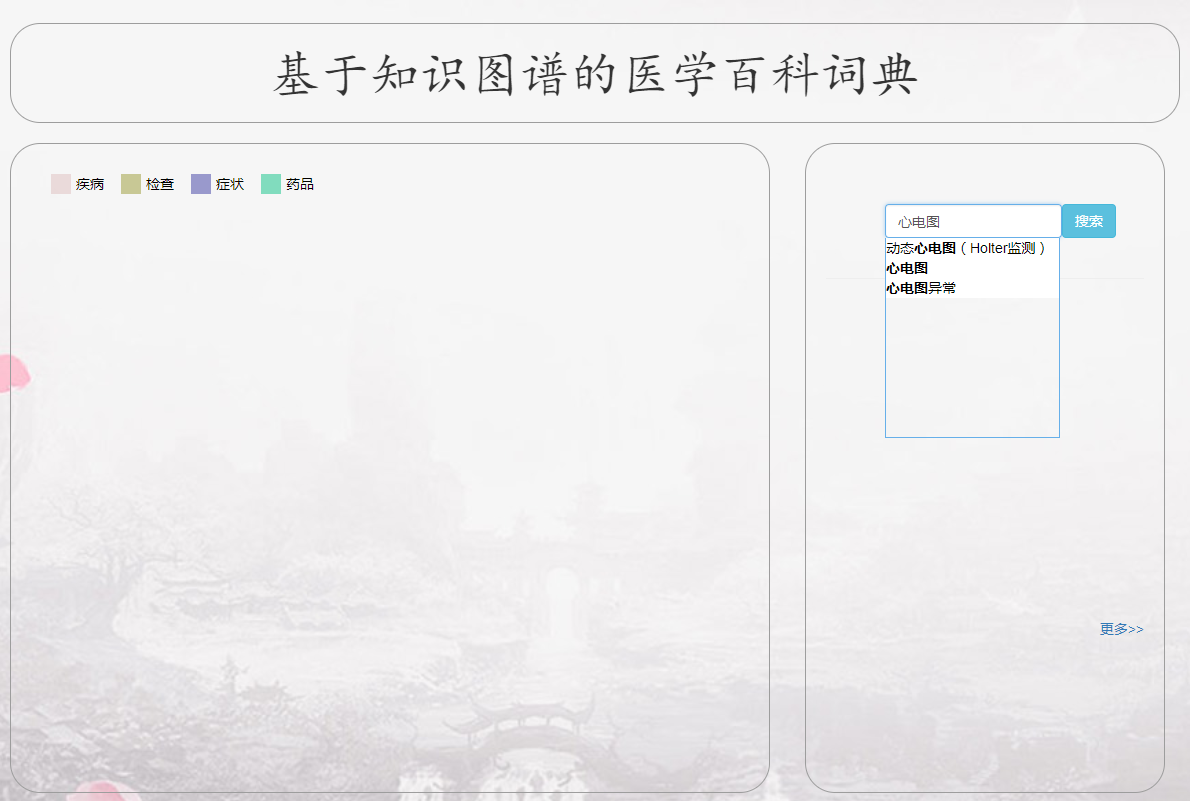 基于知识图谱的医学百科词典
疾病 检查 症状 药品
心电图 搜索
动态心电图（Holter监测）
心电图
心电图异常
更多>>